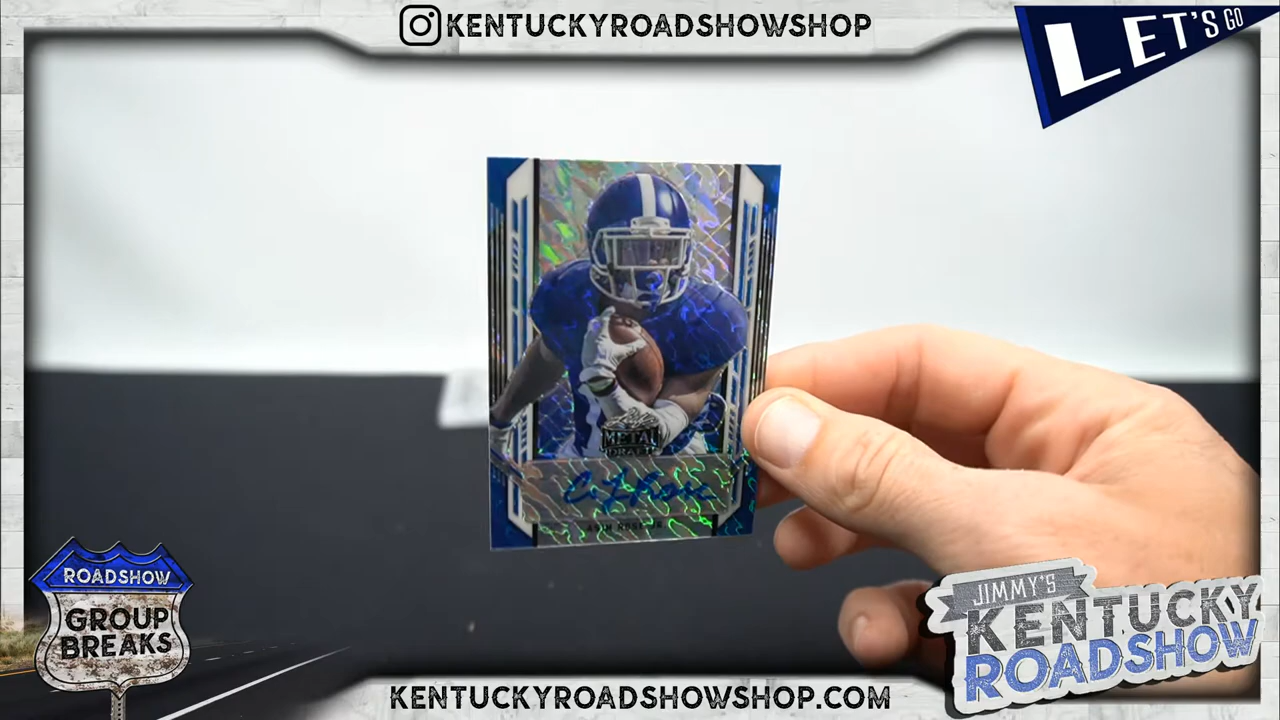 KENTUCKYROADSHOWSHOP
LET'S GO
METAL
DRAFT
ROADSHOW
GROUP
BREAKS
JIMMY'S
KENTUCKY
ROADSHOW
KENTUCKYROADSHOWSHOP.COM